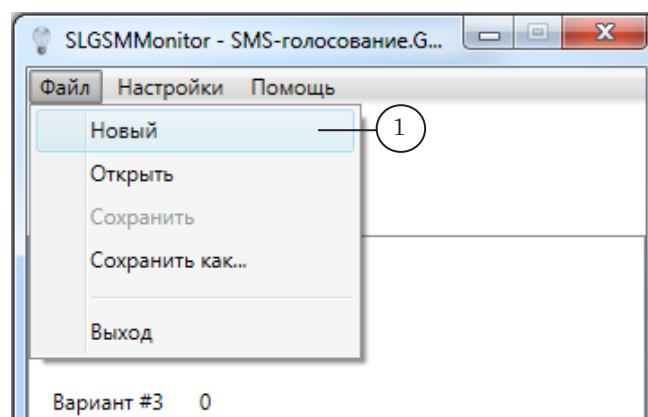 SLGSMMonitor - SMS-голосование.G...
Файл Настройки Помощь
Новый 1
Открыть
Сохранить
Сохранить как...
Выход
Вариант #3 0